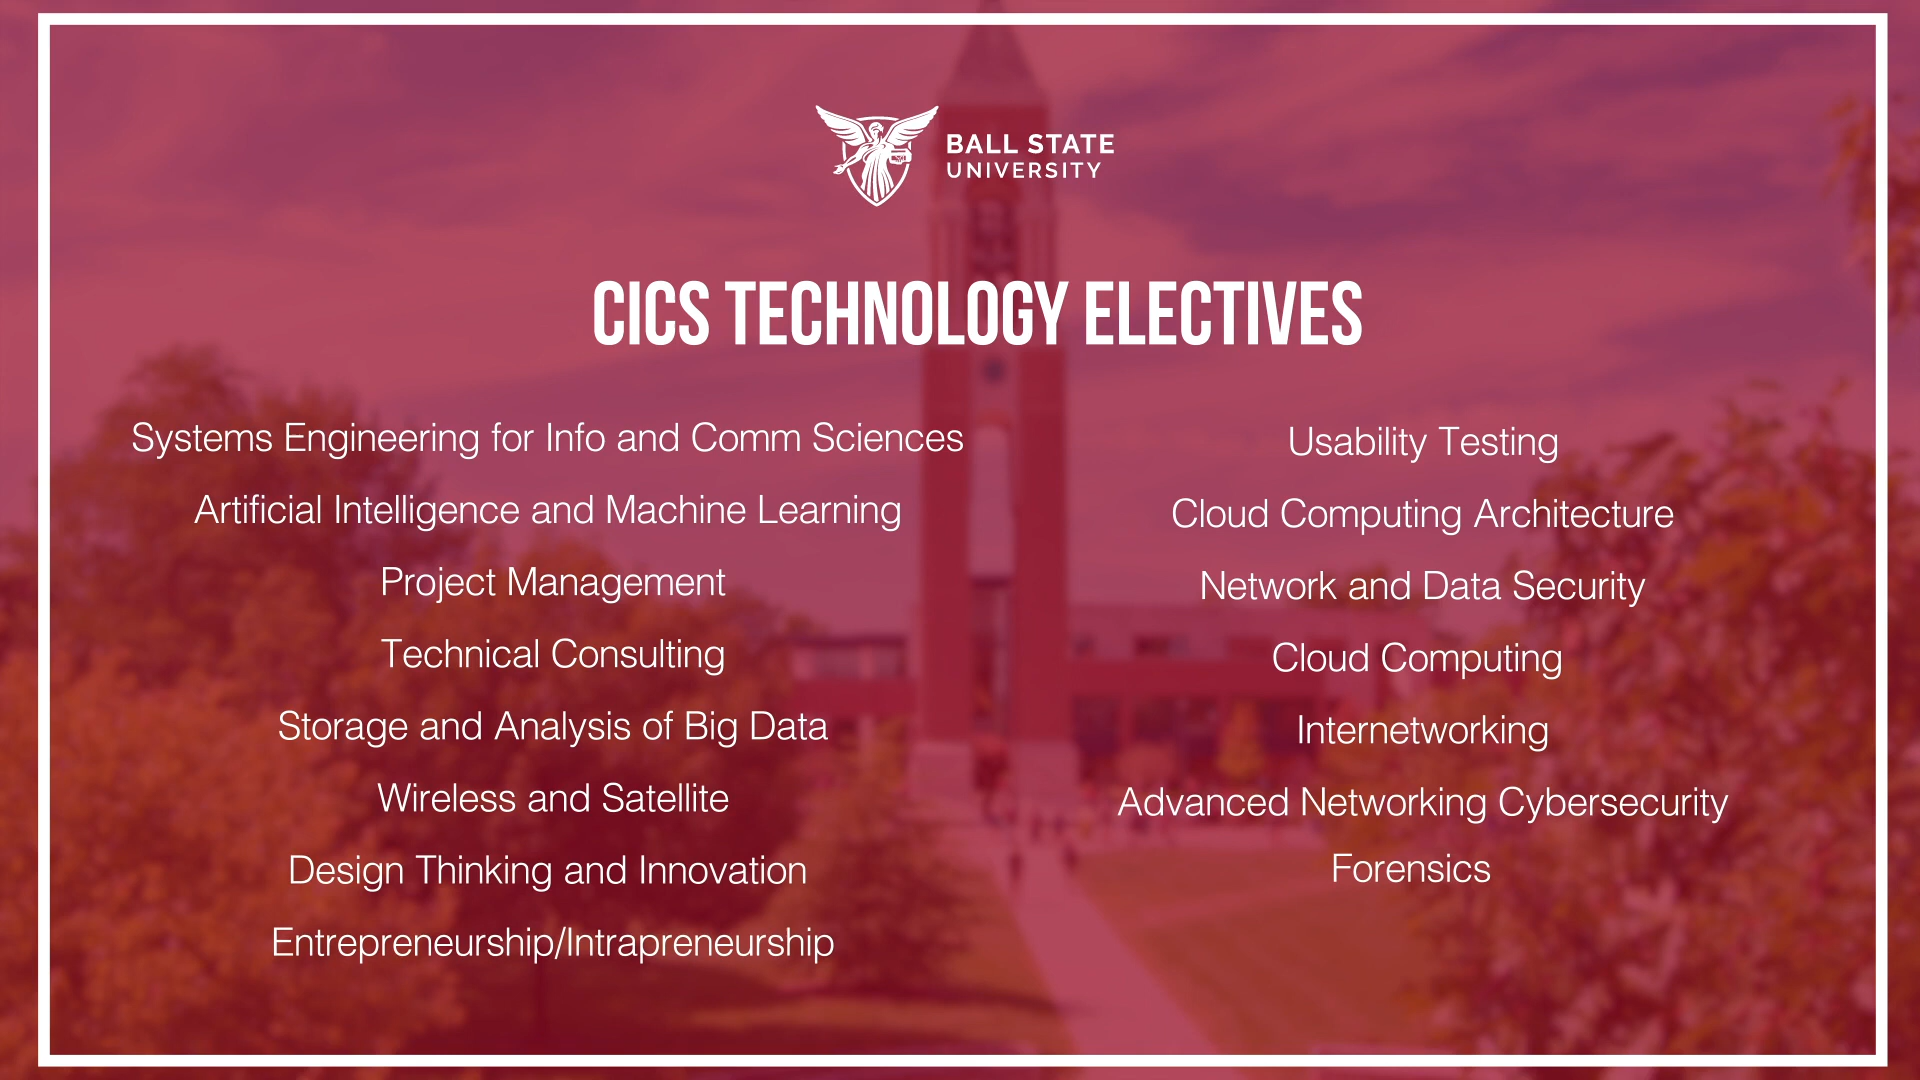 BALL STATE
UNIVERSITY
CICS TECHNOLOGY ELECTIVES
Systems Engineering for Info and Comm Sciences
Artificial Intelligence and Machine Learning
Project Management
Technical Consulting
Storage and Analysis of Big Data
Wireless and Satellite
Design Thinking and Innovation
Entrepreneurship/Intrapreneurship
Usability Testing
Cloud Computing Architecture
Network and Data Security
Cloud Computing
Internetworking
Advanced Networking Cybersecurity
Forensics